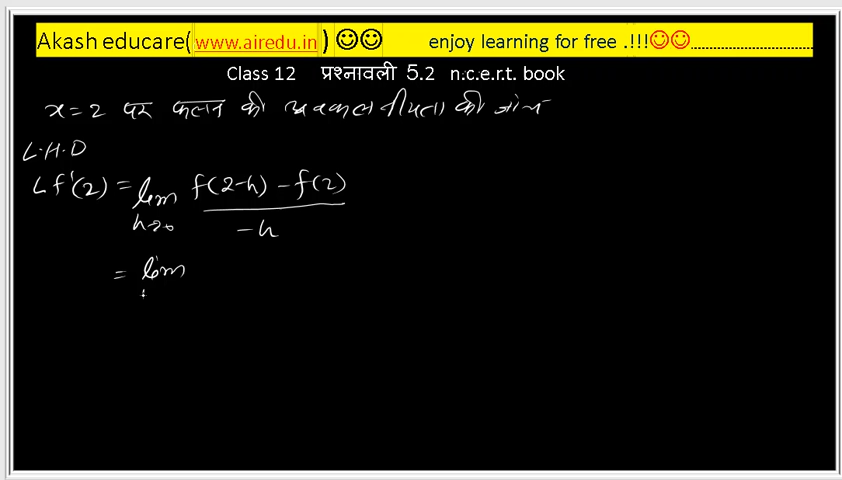 Akash educare( www.airedu.in ) ☺☺ enjoy learning for free .!!!☺☺...............................
Class 12 प्रश्नावली 5.2 n.c.e.r.t. book
x=2 पर फलन की अवकलनीयता की जांच
L.H.D
Lf'(2) = lim h→0 f(2-h) - f(2) / -h
= lim